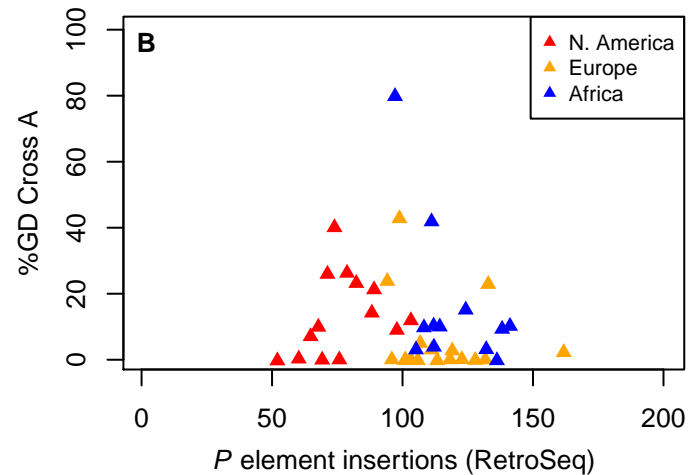 B
N. America
Europe
Africa
%GD Cross A
100
80
60
40
20
0
0 50 100 150 200
P element insertions (RetroSeq)